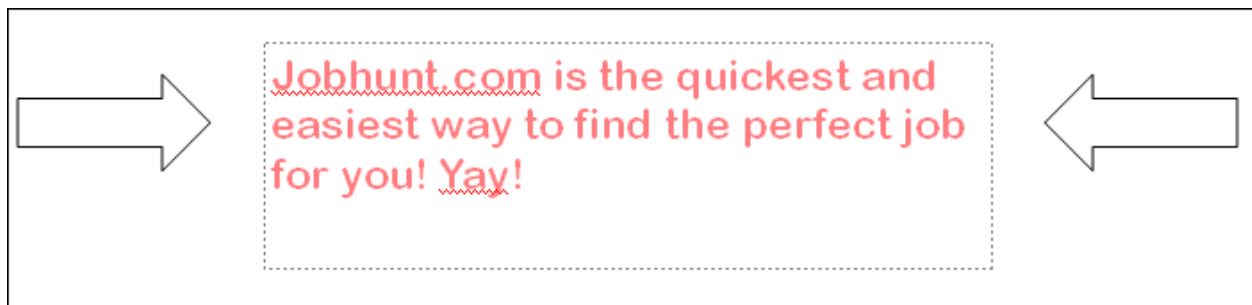 Jobhunt.com is the quickest and
easiest way to find the perfect job
for you! Yay!